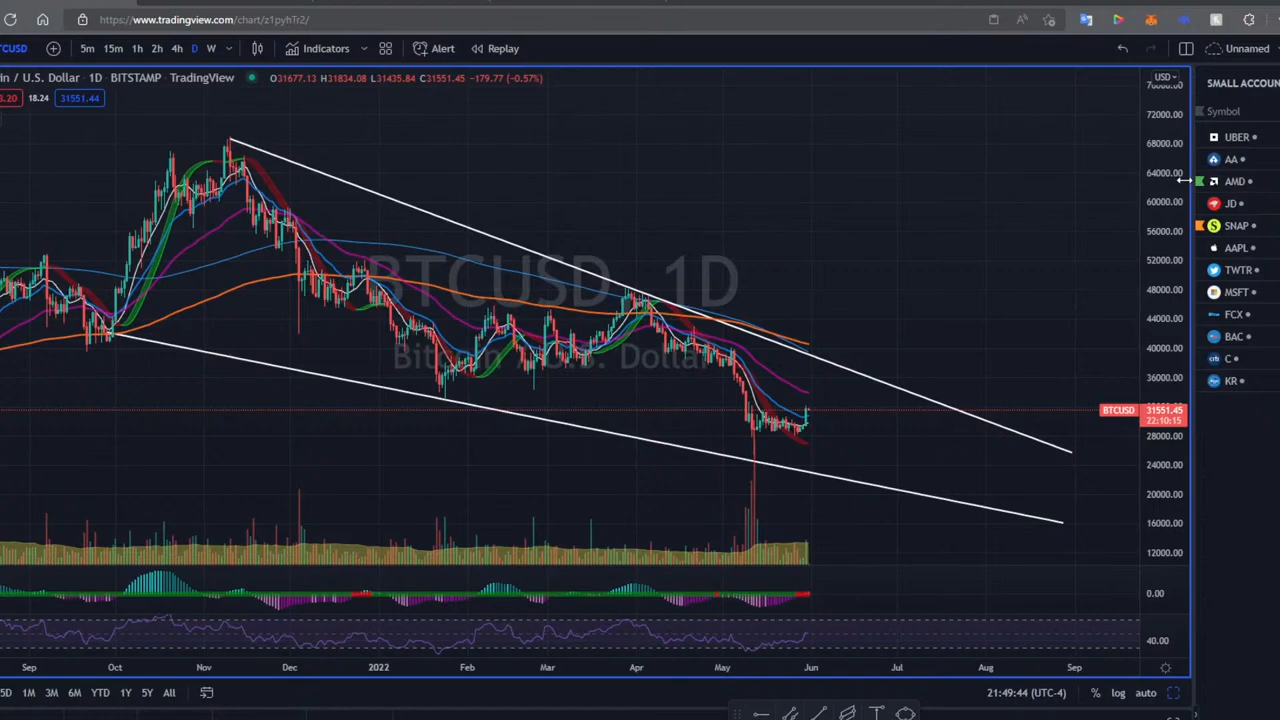 https://www.tradingview.com/chart/z1pyhTr2/
TCUSD 5m 15m 1h 2h 4h D W Indicators Alert Replay Unnamed
in / U.S. Dollar · 1D · BITSTAMP · TradingView O31677.13 H31834.08 L31435.84 C31551.45 -179.77 (-0.57%)
USD
3.20 18.24 31551.44
SMALL ACCOUN
Symbol
UBER
AA
AMD
JD
SNAP
AAPL
TWTR
MSFT
FCX
BAC
C
KR
BTCUSD 1D
Bitcoin / U.S. Dollar
76000.00
72000.00
68000.00
64000.00
60000.00
56000.00
52000.00
48000.00
44000.00
40000.00
36000.00
BTCUSD 31551.45
22:10:15
28000.00
24000.00
20000.00
16000.00
12000.00
0.00
40.00
Sep Oct Nov Dec 2022 Feb Mar Apr May Jun Jul Aug Sep
5D 1M 3M 6M YTD 1Y 5Y All 21:49:44 (UTC-4) % log auto